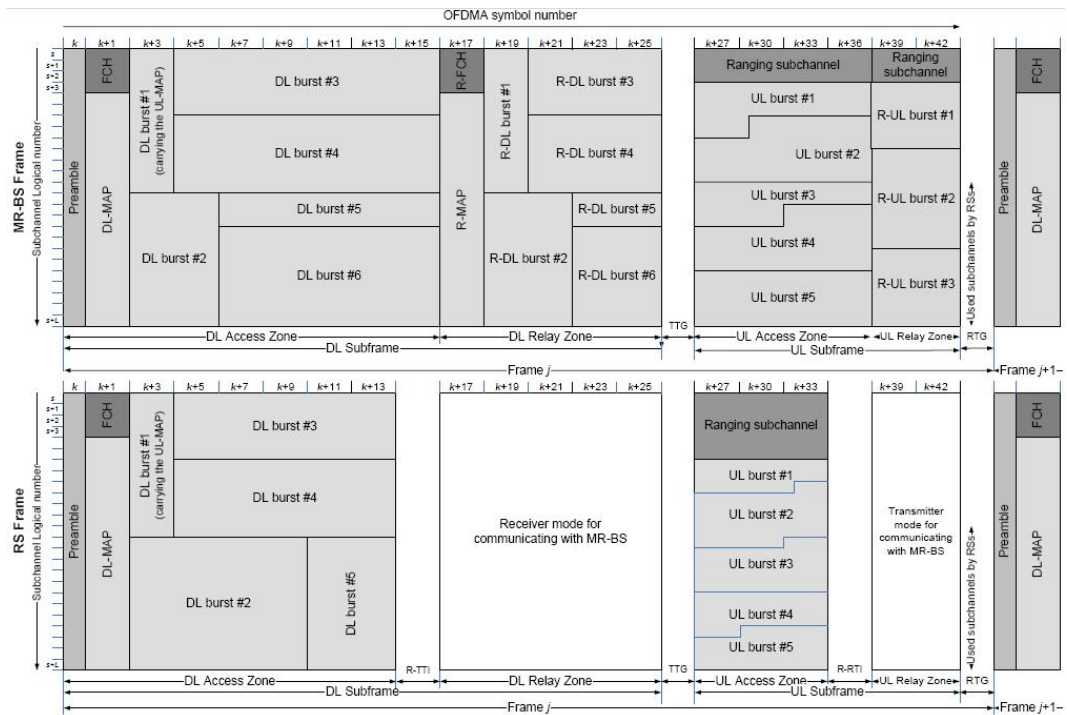 OFDMA symbol number
k k+1 k+3 k+5 k+7 k+9 k+11 k+13 k+15 k+17 k+19 k+21 k+23 k+25 k+27 k+30 k+33 k+36 k+39 k+42
MR-BS Frame
Subchannel Logical number
s
s+1
s+2
s+3
s+L
Preamble
FCH
DL-MAP
DL burst #1
(carrying the UL-MAP)
DL burst #2
DL burst #3
DL burst #4
DL burst #5
DL burst #6
R-FCH
R-MAP
R-DL burst #1
R-DL burst #2
R-DL burst #3
R-DL burst #4
R-DL burst #5
R-DL burst #6
Ranging subchannel
UL burst #1
UL burst #2
UL burst #3
UL burst #4
UL burst #5
Ranging
subchannel
R-UL burst #1
R-UL burst #2
R-UL burst #3
Used subchannels by RSs
Preamble
FCH
DL-MAP
DL Access Zone
DL Relay Zone
TTG
UL Access Zone
UL Relay Zone
RTG
DL Subframe
UL Subframe
Frame j
Frame j+1
k k+1 k+3 k+5 k+7 k+9 k+11 k+13 k+17 k+19 k+21 k+23 k+25 k+27 k+30 k+33 k+39 k+42
RS Frame
Subchannel Logical number
s
s+1
s+2
s+3
s+L
Preamble
FCH
DL-MAP
DL burst #1
(carrying the UL-MAP)
DL burst #2
DL burst #3
DL burst #4
DL burst #5
Receiver mode for
communicating with MR-BS
Ranging subchannel
UL burst #1
UL burst #2
UL burst #3
UL burst #4
UL burst #5
Transmitter
mode for
communicating
with MR-BS
Used subchannels by RSs
Preamble
FCH
DL-MAP
DL Access Zone
R-TTI
DL Relay Zone
TTG
UL Access Zone
R-RTI
UL Relay Zone
RTG
DL Subframe
UL Subframe
Frame j
Frame j+1